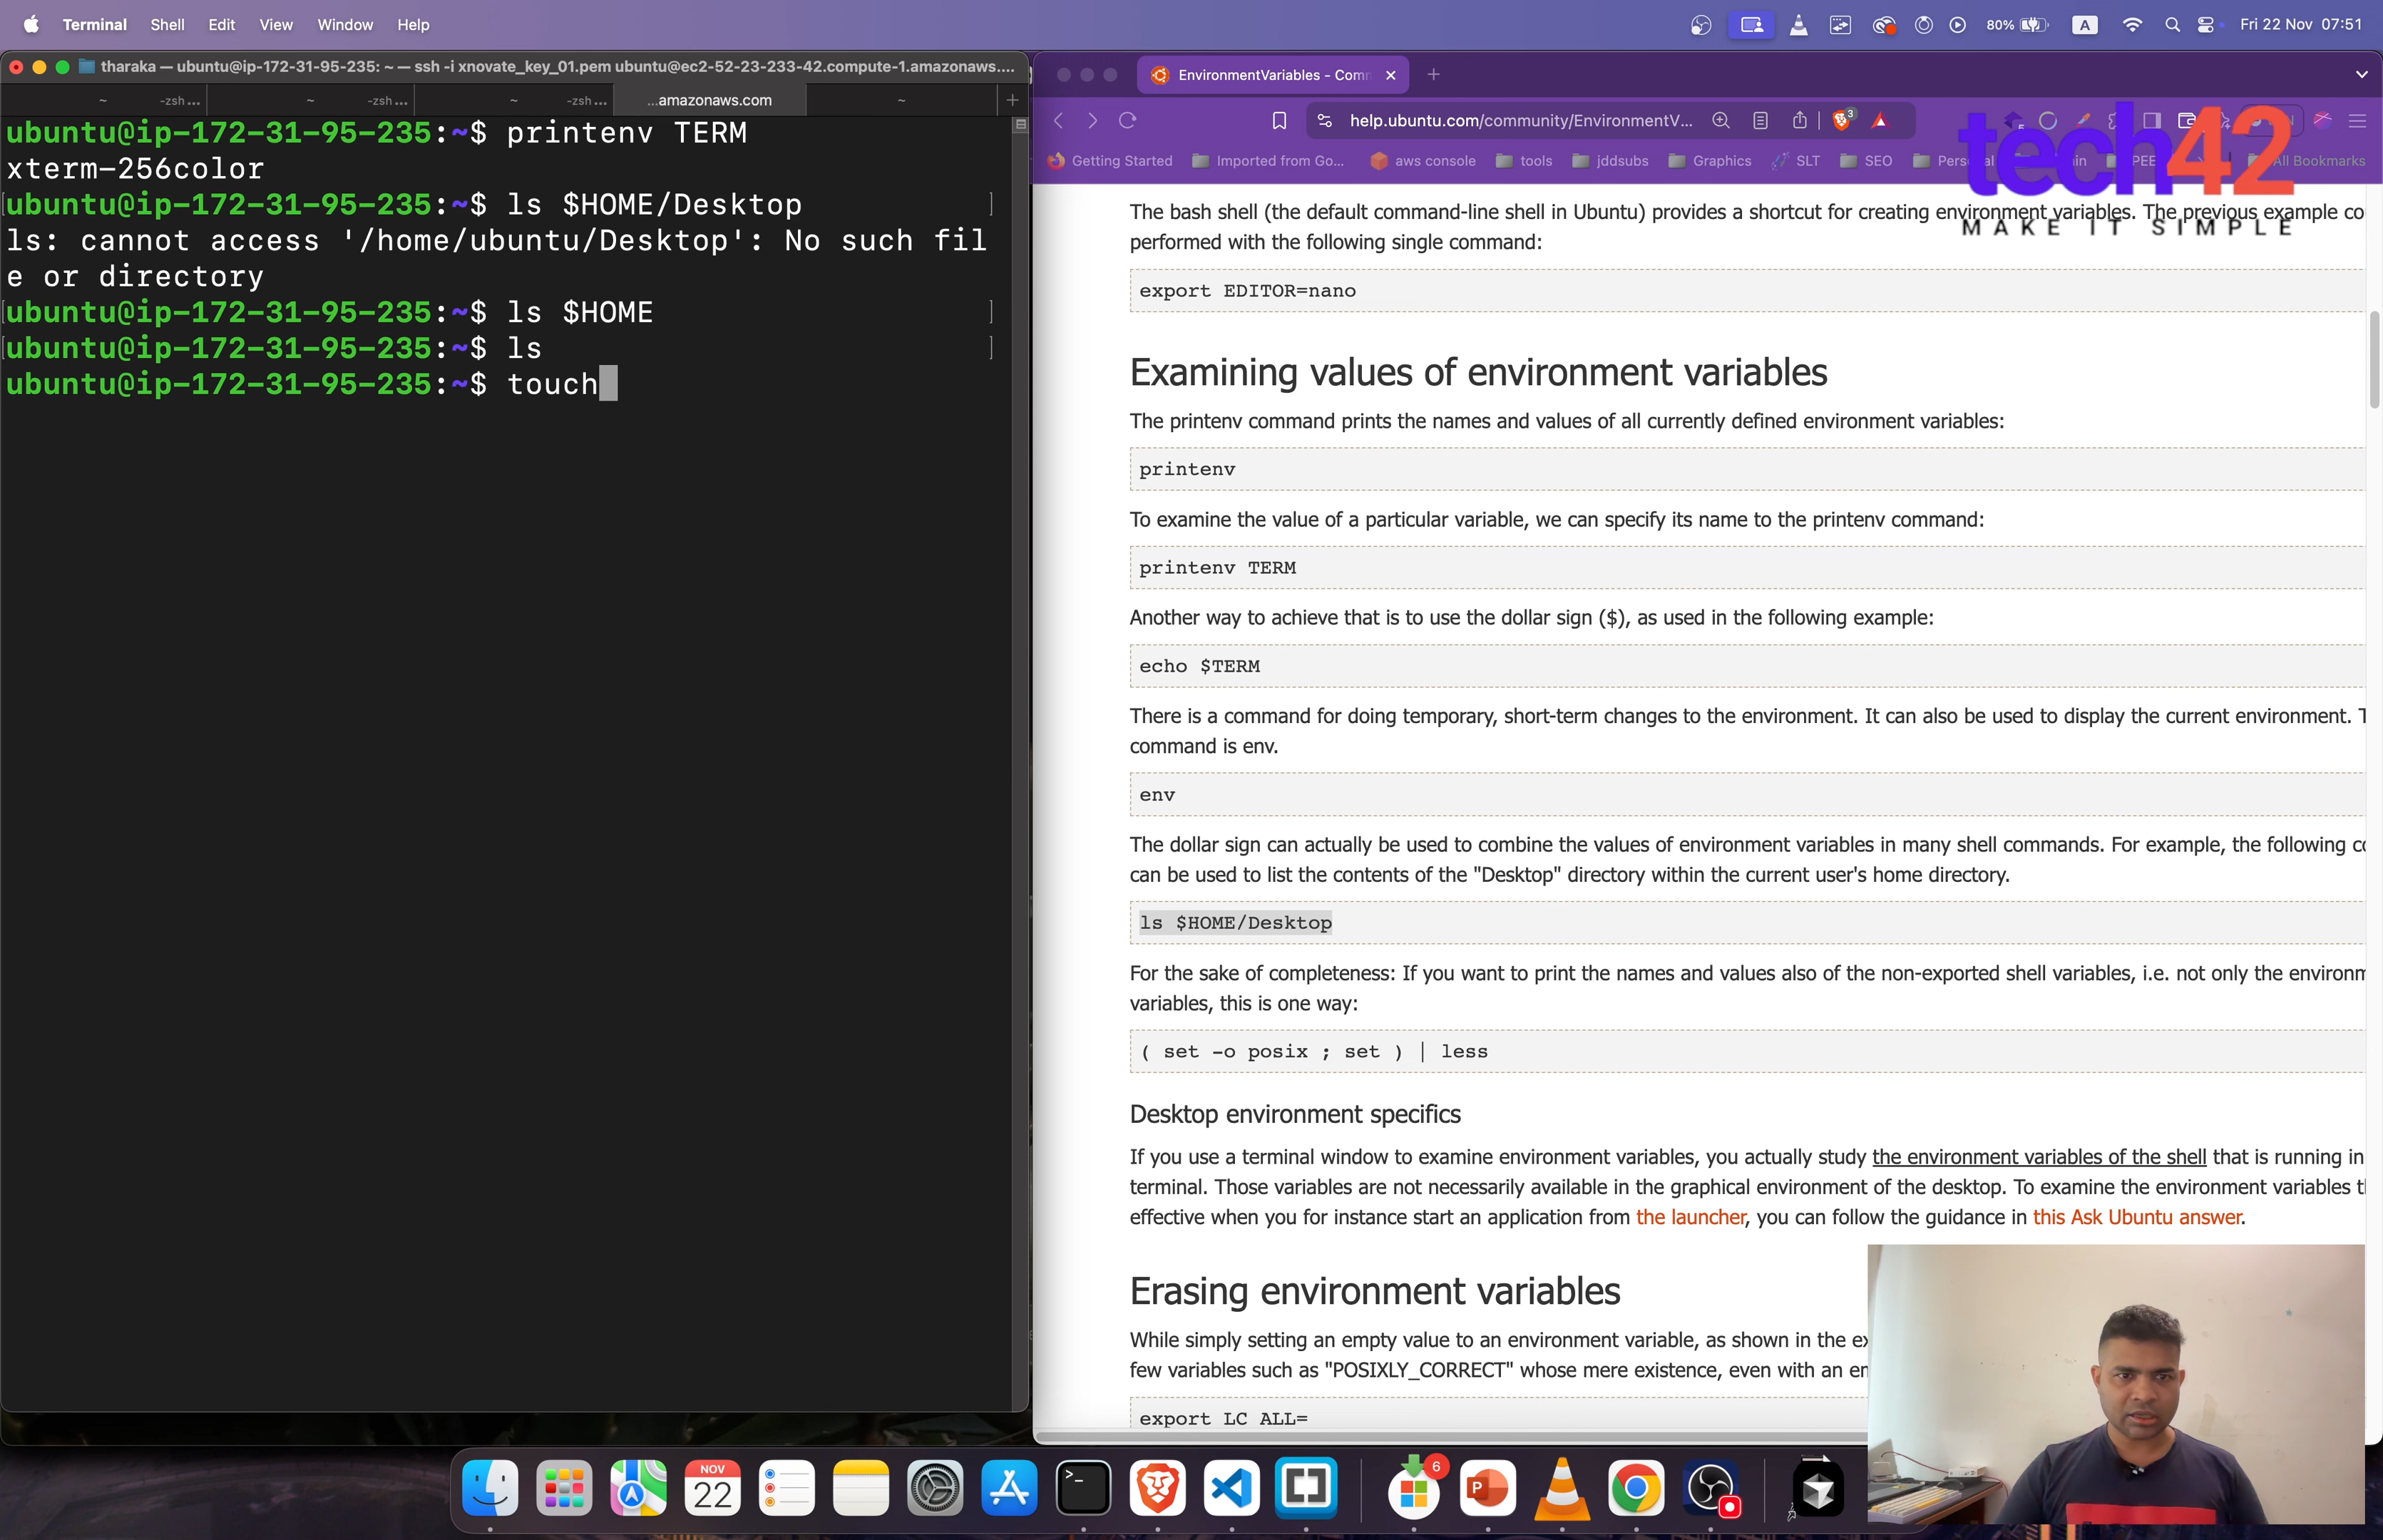 Terminal Shell Edit View Window Help
80% A Fri 22 Nov 07:51
tharaka — ubuntu@ip-172-31-95-235: ~ — ssh -i xnovate_key_01.pem ubuntu@ec2-52-23-233-42.compute-1.amazonaws....
~ -zsh... ~ -zsh... ~ -zsh... ...amazonaws.com ~ +
ubuntu@ip-172-31-95-235:~$ printenv TERM
xterm-256color
[ubuntu@ip-172-31-95-235:~$ ls $HOME/Desktop ]
ls: cannot access '/home/ubuntu/Desktop': No such fil
e or directory
[ubuntu@ip-172-31-95-235:~$ ls $HOME ]
[ubuntu@ip-172-31-95-235:~$ ls ]
ubuntu@ip-172-31-95-235:~$ touch
EnvironmentVariables - Com
help.ubuntu.com/community/EnvironmentV... 3
Getting Started Imported from Go... aws console tools jddsubs Graphics SLT SEO All Bookmarks
tech42
MAKE IT SIMPLE
The bash shell (the default command-line shell in Ubuntu) provides a shortcut for creating environment variables. The previous example co
performed with the following single command:
export EDITOR=nano
Examining values of environment variables
The printenv command prints the names and values of all currently defined environment variables:
printenv
To examine the value of a particular variable, we can specify its name to the printenv command:
printenv TERM
Another way to achieve that is to use the dollar sign ($), as used in the following example:
echo $TERM
There is a command for doing temporary, short-term changes to the environment. It can also be used to display the current environment. T
command is env.
env
The dollar sign can actually be used to combine the values of environment variables in many shell commands. For example, the following co
can be used to list the contents of the "Desktop" directory within the current user's home directory.
ls $HOME/Desktop
For the sake of completeness: If you want to print the names and values also of the non-exported shell variables, i.e. not only the environm
variables, this is one way:
( set -o posix ; set ) | less
Desktop environment specifics
If you use a terminal window to examine environment variables, you actually study the environment variables of the shell that is running in
terminal. Those variables are not necessarily available in the graphical environment of the desktop. To examine the environment variables t
effective when you for instance start an application from the launcher, you can follow the guidance in this Ask Ubuntu answer.
Erasing environment variables
While simply setting an empty value to an environment variable, as shown in the ex
few variables such as "POSIXLY_CORRECT" whose mere existence, even with an e
export LC ALL=
NOV
22
6
P